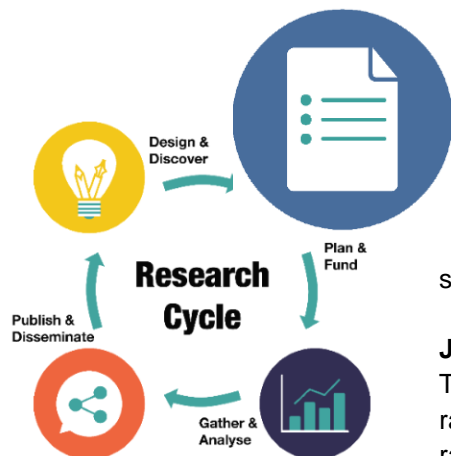 Design &
Discover
Plan &
Fund
Research
Cycle
Publish &
Disseminate
Gather &
Analyse